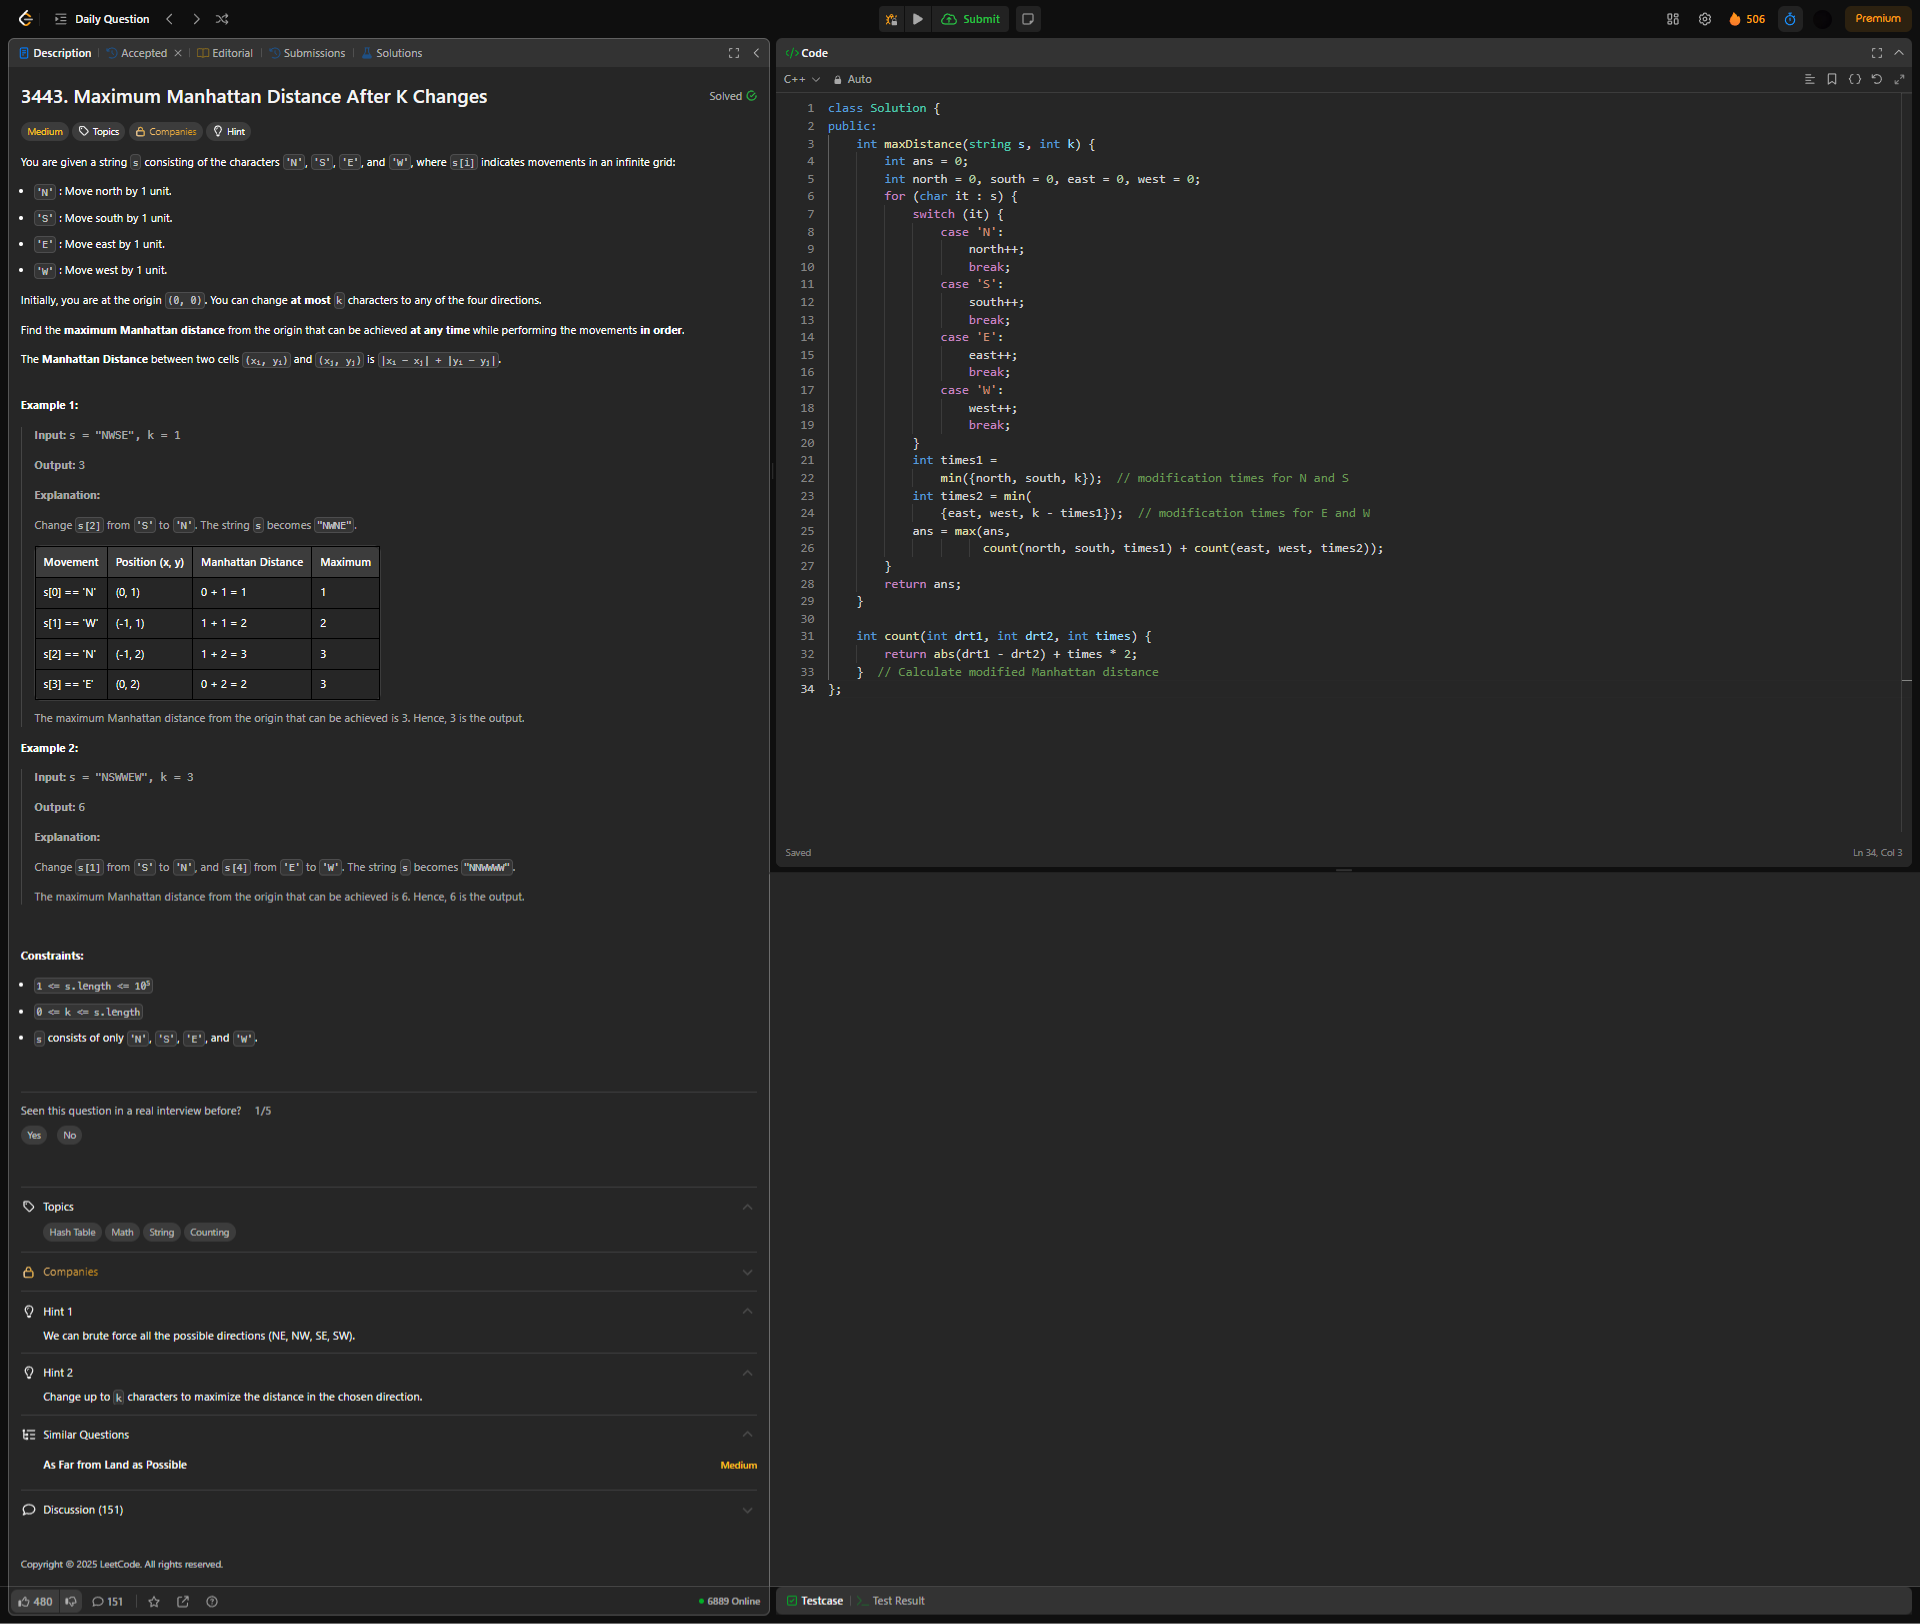 Daily Question
Submit
506
Premium
Description
Accepted
Editorial
Submissions
Solutions
3443. Maximum Manhattan Distance After K Changes
Solved
Medium
Topics
Companies
Hint
You are given a string s consisting of the characters 'N', 'S', 'E', and 'W', where s[i] indicates movements in an infinite grid:
'N' : Move north by 1 unit.
'S' : Move south by 1 unit.
'E' : Move east by 1 unit.
'W' : Move west by 1 unit.
Initially, you are at the origin (0, 0). You can change at most k characters to any of the four directions.
Find the maximum Manhattan distance from the origin that can be achieved at any time while performing the movements in order.
The Manhattan Distance between two cells (xᵢ, yᵢ) and (xⱼ, yⱼ) is |xᵢ - xⱼ| + |yᵢ - yⱼ|.
Example 1:
Input: s = "NWSE", k = 1
Output: 3
Explanation:
Change s[2] from 'S' to 'N'. The string s becomes "NWNE".
Movement Position (x, y) Manhattan Distance Maximum
s[0] == 'N' (0, 1) 0 + 1 = 1 1
s[1] == 'W' (-1, 1) 1 + 1 = 2 2
s[2] == 'N' (-1, 2) 1 + 2 = 3 3
s[3] == 'E' (0, 2) 0 + 2 = 2 3
The maximum Manhattan distance from the origin that can be achieved is 3. Hence, 3 is the output.
Example 2:
Input: s = "NSWWEW", k = 3
Output: 6
Explanation:
Change s[1] from 'S' to 'N', and s[4] from 'E' to 'W'. The string s becomes "NNWWWW".
The maximum Manhattan distance from the origin that can be achieved is 6. Hence, 6 is the output.
Constraints:
1 <= s.length <= 10⁵
0 <= k <= s.length
s consists of only 'N', 'S', 'E', and 'W'.
Seen this question in a real interview before? 1/5
Yes
No
Topics
Hash Table
Math
String
Counting
Companies
Hint 1
We can brute force all the possible directions (NE, NW, SE, SW).
Hint 2
Change up to k characters to maximize the distance in the chosen direction.
Similar Questions
As Far from Land as Possible
Medium
Discussion (151)
Copyright © 2025 LeetCode. All rights reserved.
480
151
6889 Online
</> Code
C++
Auto
1 class Solution {
2 public:
3 int maxDistance(string s, int k) {
4 int ans = 0;
5 int north = 0, south = 0, east = 0, west = 0;
6 for (char it : s) {
7 switch (it) {
8 case 'N':
9 north++;
10 break;
11 case 'S':
12 south++;
13 break;
14 case 'E':
15 east++;
16 break;
17 case 'W':
18 west++;
19 break;
20 }
21 int times1 =
22 min({north, south, k}); // modification times for N and S
23 int times2 = min(
24 {east, west, k - times1}); // modification times for E and W
25 ans = max(ans,
26 count(north, south, times1) + count(east, west, times2));
27 }
28 return ans;
29 }
30
31 int count(int drt1, int drt2, int times) {
32 return abs(drt1 - drt2) + times * 2;
33 } // Calculate modified Manhattan distance
34 };
Saved
Ln 34, Col 3
Testcase
Test Result